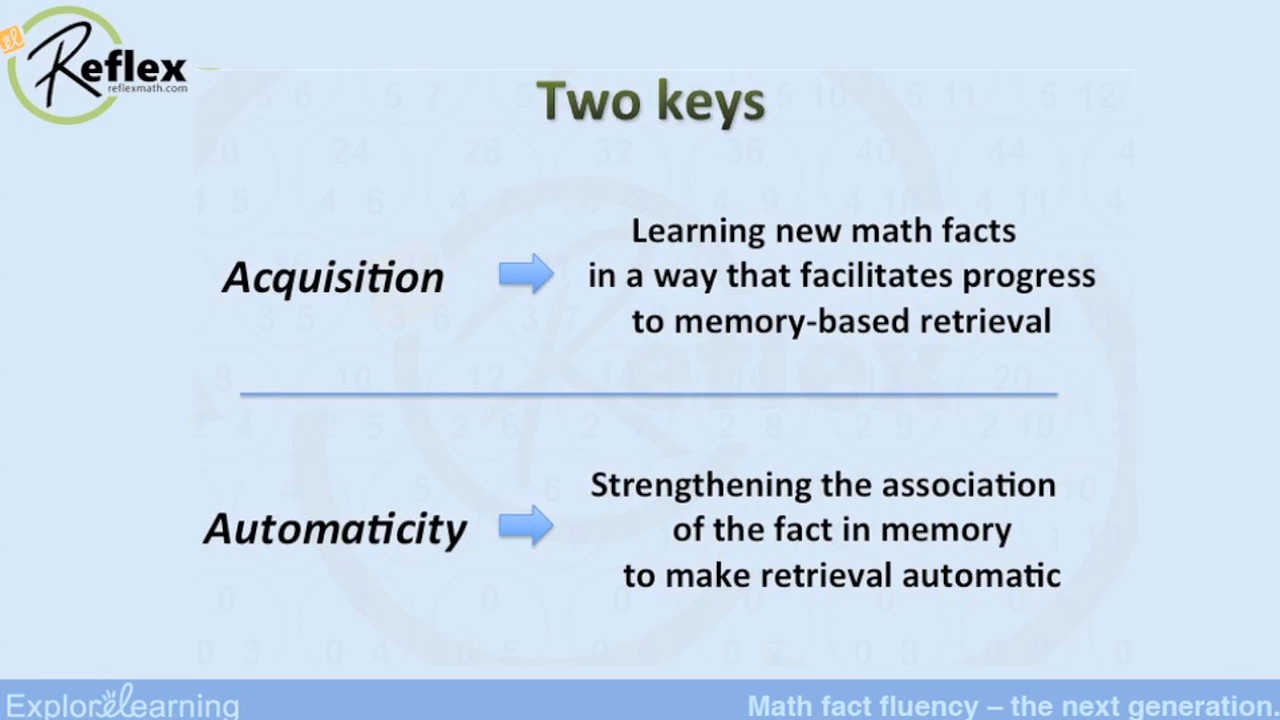 Reflex
reflexmath.com
Two keys
Acquisition
Learning new math facts
in a way that facilitates progress
to memory-based retrieval
Automaticity
Strengthening the association
of the fact in memory
to make retrieval automatic
ExploreLearning
Math fact fluency – the next generation.